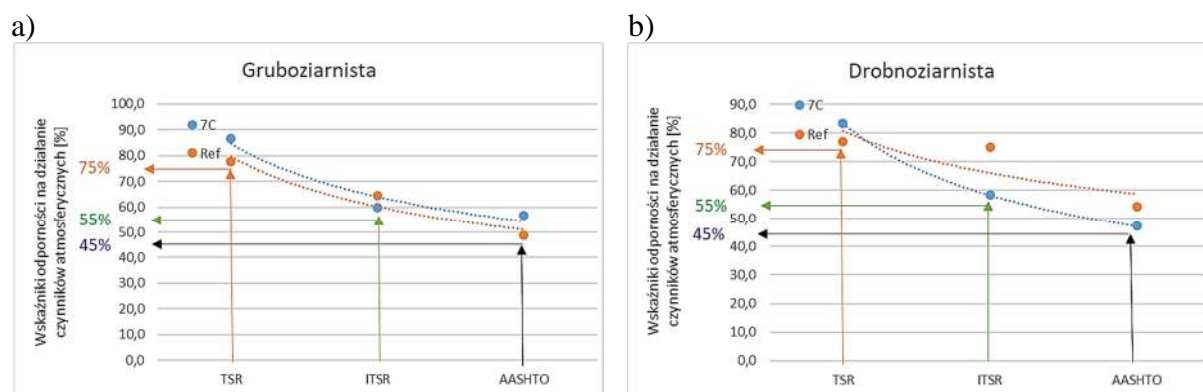 a)
Gruboziarnista
Wskaźniki odporności na działanie
czynników atmosferycznych [%]
100,0
90,0
80,0
70,0
60,0
50,0
40,0
30,0
20,0
10,0
0,0
75%
55%
45%
7C
Ref
TSR
ITSR
AASHTO
b)
Drobnoziarnista
Wskaźniki odporności na działanie
czynników atmosferycznych [%]
90,0
80,0
70,0
60,0
50,0
40,0
30,0
20,0
10,0
0,0
75%
55%
45%
7C
Ref
TSR
ITSR
AASHTO